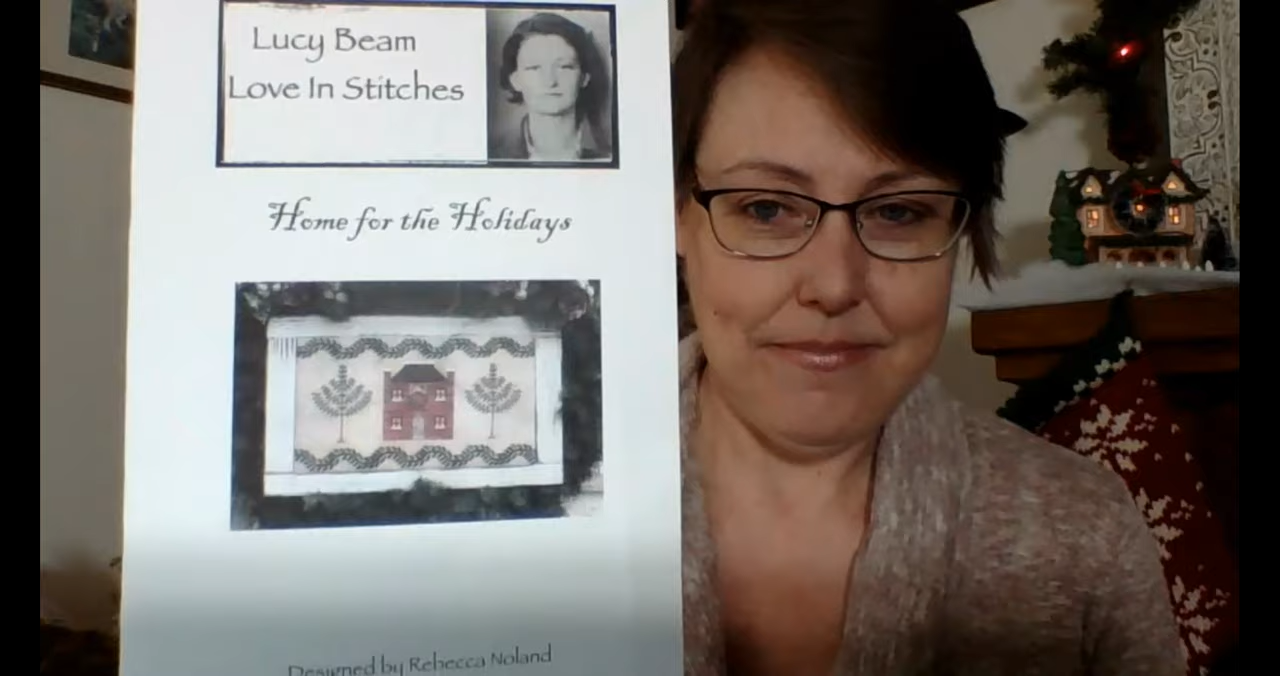 Lucy Beam
Love In Stitches
Home for the Holidays
Designed by Rebecca Noland